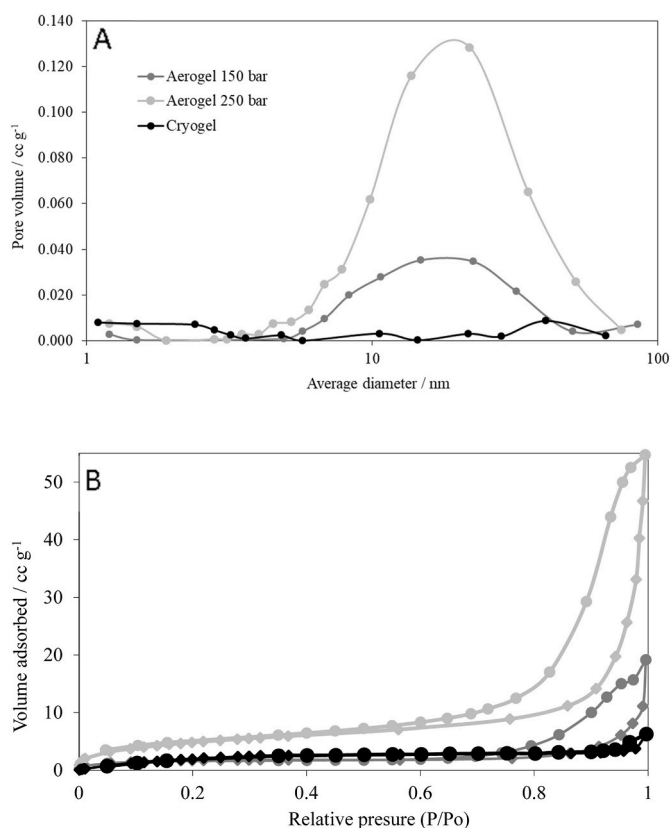 A
0.140
0.120
0.100
0.080
0.060
0.040
0.020
0.000
Pore volume / cc g-1
Aerogel 150 bar
Aerogel 250 bar
Cryogel
1
10
100
Average diameter / nm
B
50
40
30
20
10
0
Volume adsorbed / cc g-1
0
0.2
0.4
0.6
0.8
1
Relative presure (P/Po)